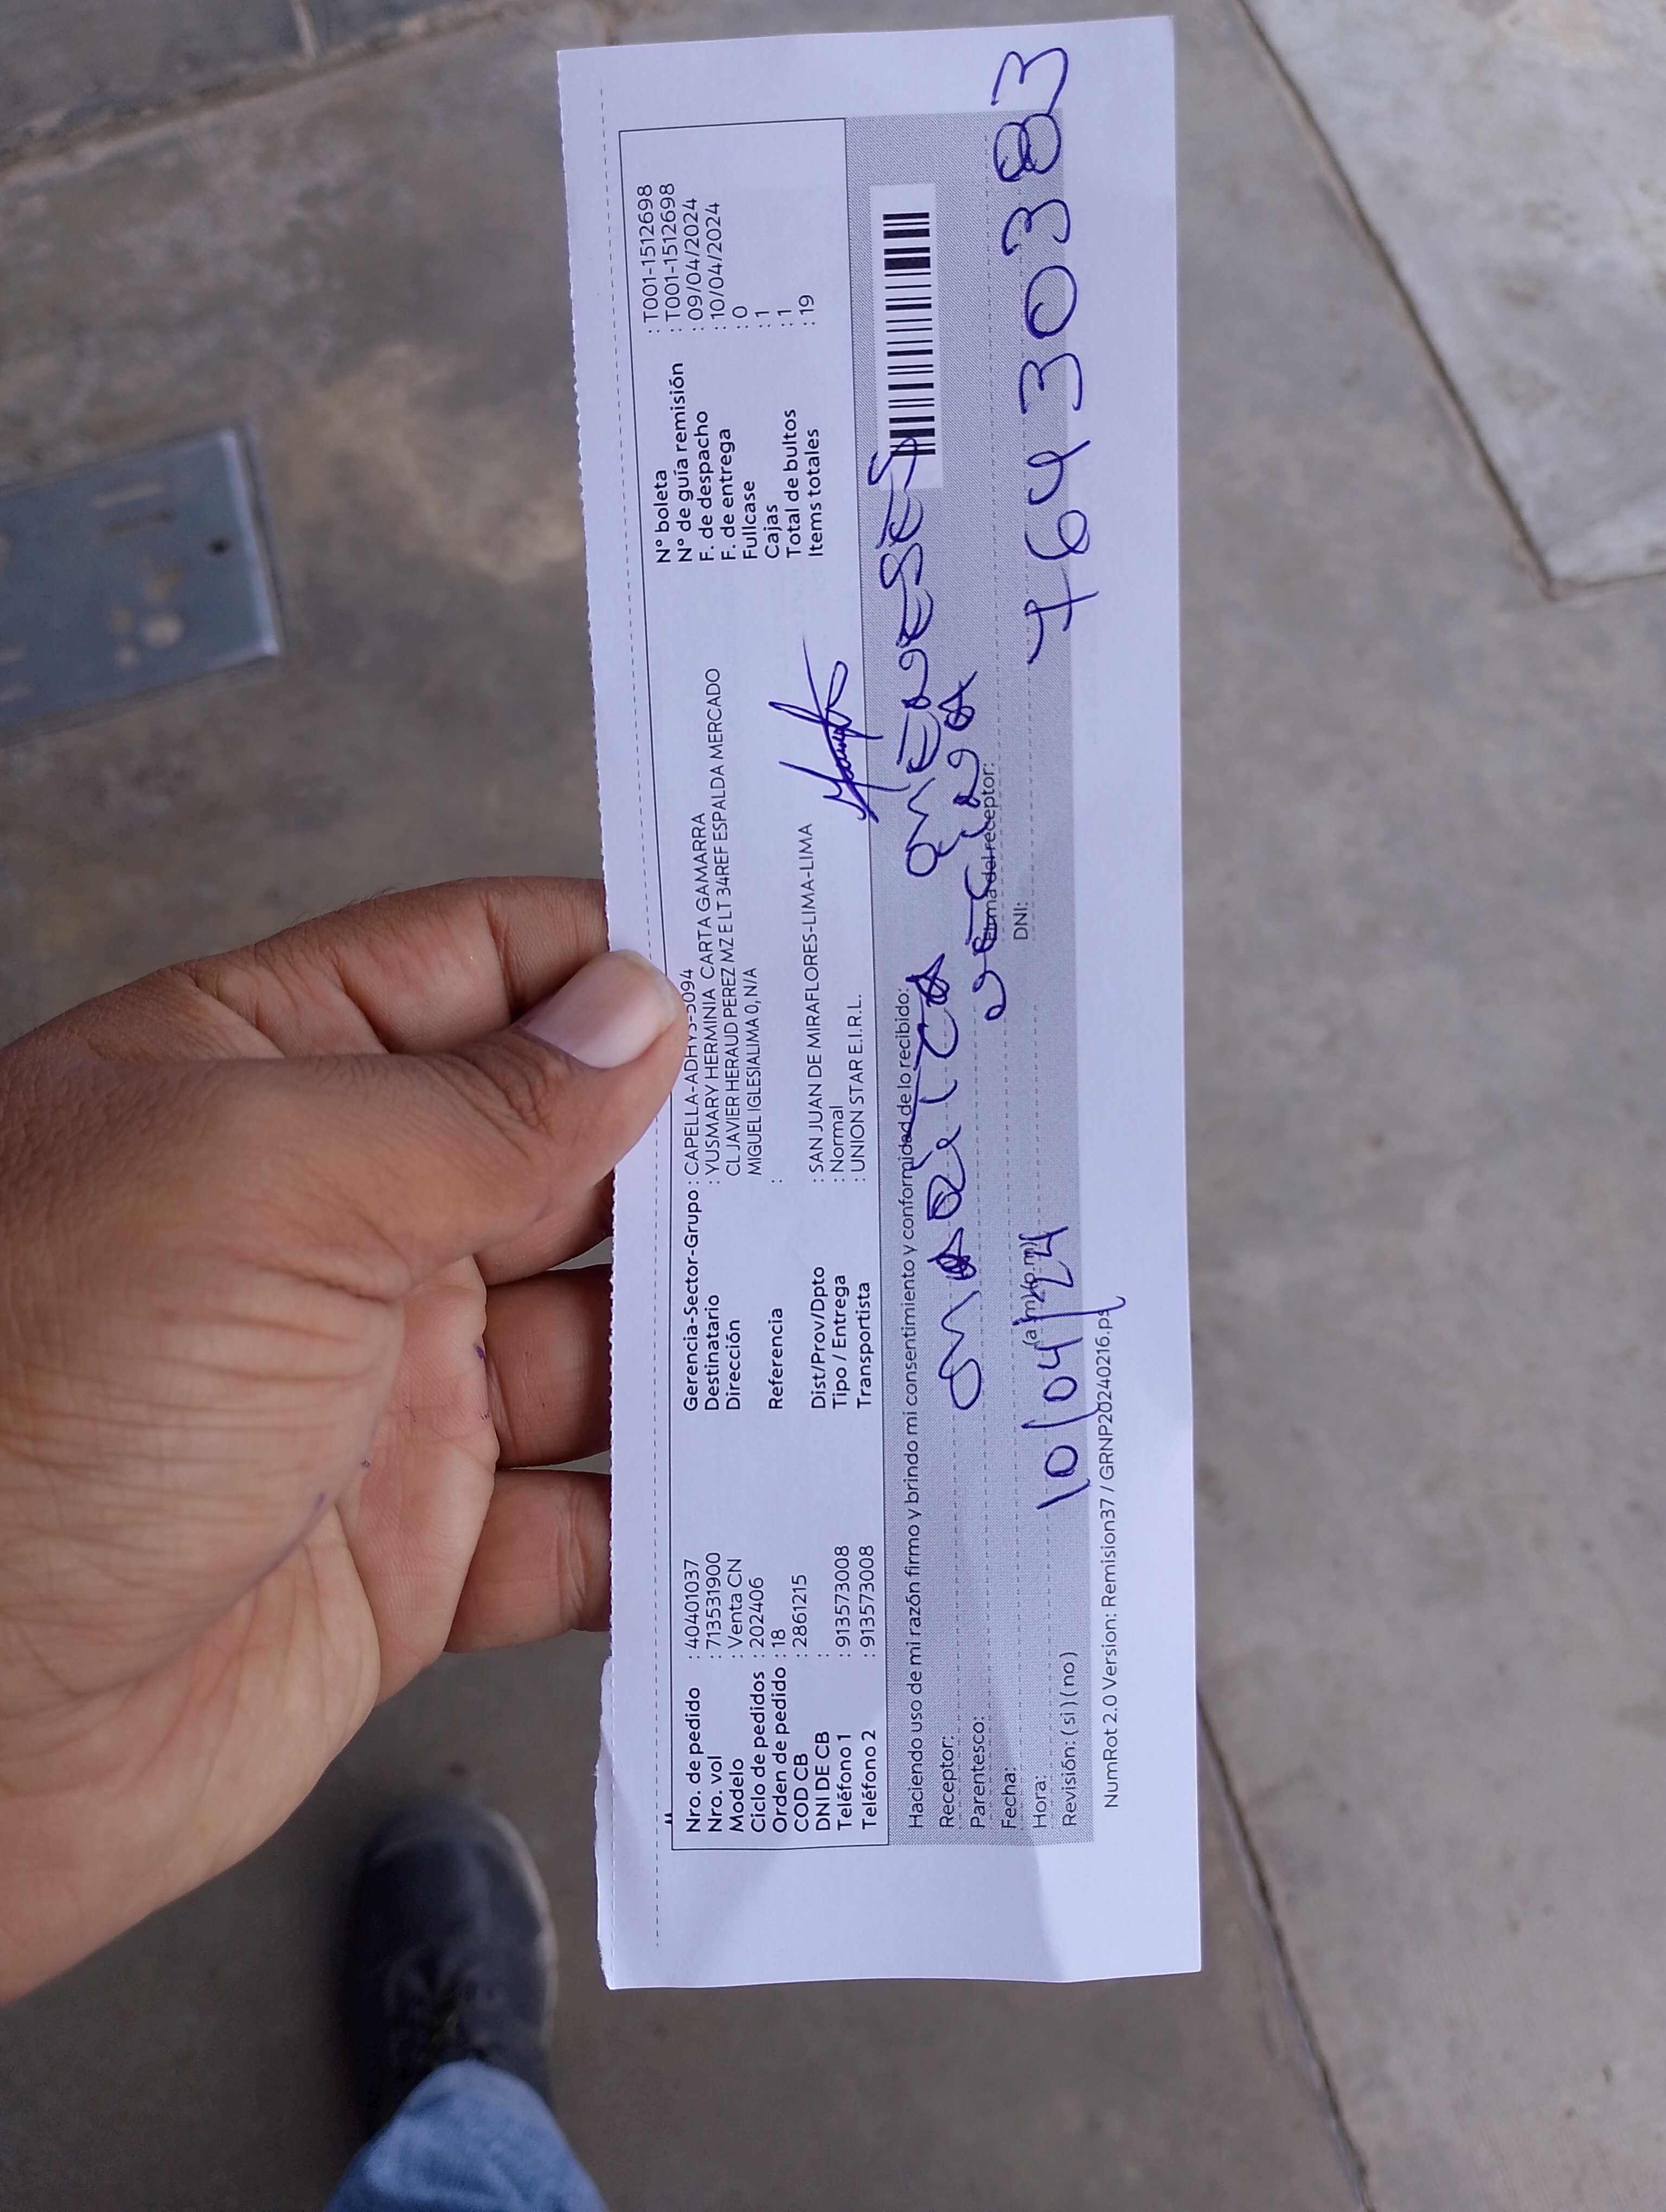 Nro. de pedido : 40401037
Nro. vol : 713531900
Modelo : Venta CN
Ciclo de pedidos : 202406
Orden de pedido : 18
COD CB : 2861215
DNI DE CB :
Teléfono 1 : 913573008
Teléfono 2 : 913573008
Gerencia-Sector-Grupo : CAPELLA-ADHY3-5094
Destinatario : YUSMARY HERMINIA CARTA GAMARRA
Dirección CL JAVIER HERAUD PEREZ MZ E LT 34REF ESPALDA MERCADO
MIGUEL IGLESIALIMA 0, N/A
Referencia :
Dist/Prov/Dpto : SAN JUAN DE MIRAFLORES-LIMA-LIMA
Tipo / Entrega : Normal
Transportista : UNION STAR E.I.R.L.
N° boleta : T001-1512698
N° de guía remisión : T001-1512698
F. de despacho : 09/04/2024
F. de entrega : 10/04/2024
Fullcase : 0
Cajas : 1
Total de bultos : 1
Items totales : 19
Haciendo uso de mi razón firmo y brindo mi consentimiento y conformidad de lo recibido:
Receptor: Marita Meneses
Parentesco: vecina
Firma del receptor:
Fecha: 10/04/24
DNI: 76430383
Hora: (a.m) (p.m)
Revisión: ( si ) ( no )
NumRot 2.0 Version: Remision37 / GRNP20240216.ps